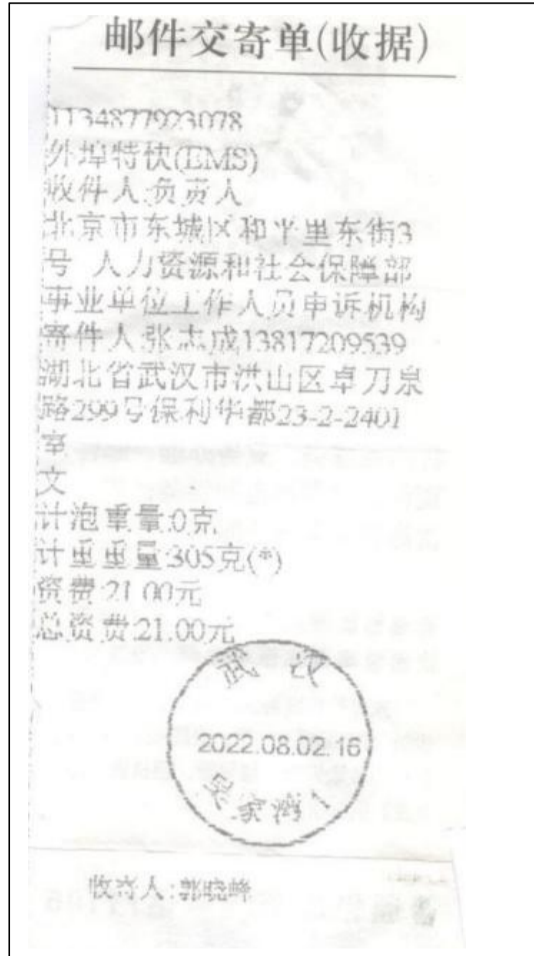 邮件交寄单(收据)
1134877923078
外埠特快(EMS)
收件人:负责人
北京市东城区和平里东街3
号 人力资源和社会保障部
事业单位工作人员申诉机构
寄件人:张志成13817209539
湖北省武汉市洪山区卓刀泉
路299号保利华都23-2-2401
室
文
计泡重量:0克
计重重量:305克(*)
资费:21.00元
总资费:21.00元
武汉
2022.08.02.16
吴家湾1
收寄人:郭晓峰